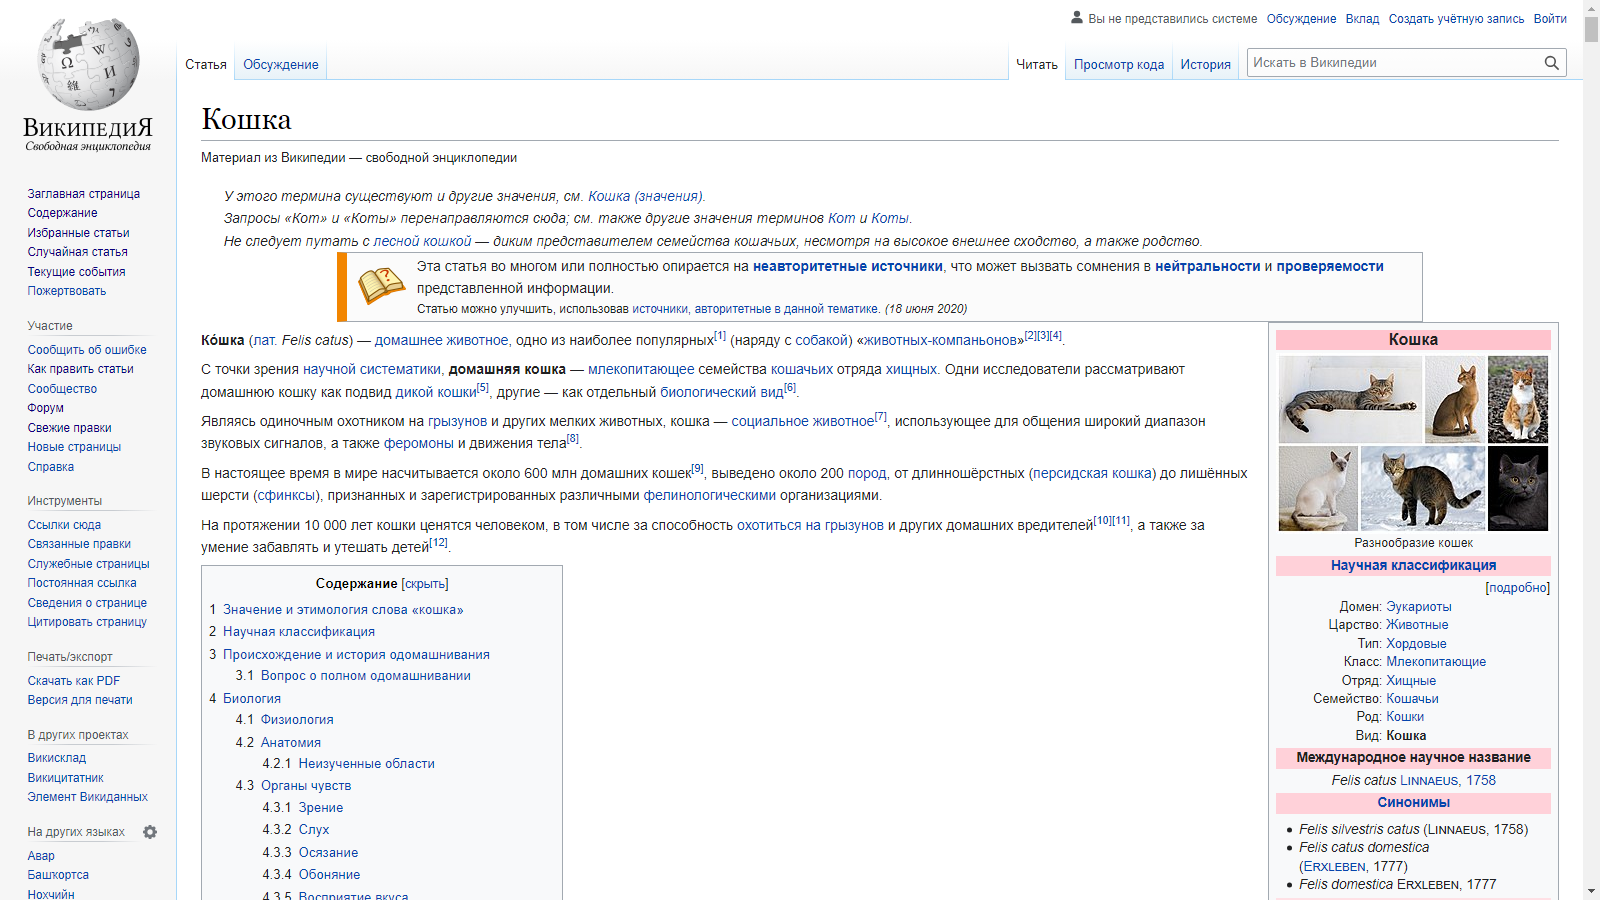 Вы не представились системе Обсуждение Вклад Создать учётную запись Войти
Статья Обсуждение Читать Просмотр кода История Искать в Википедии
ВикипедиЯ
Свободная энциклопедия
Заглавная страница
Содержание
Избранные статьи
Случайная статья
Текущие события
Пожертвовать
Участие
Сообщить об ошибке
Как править статьи
Сообщество
Форум
Свежие правки
Новые страницы
Справка
Инструменты
Ссылки сюда
Связанные правки
Служебные страницы
Постоянная ссылка
Сведения о странице
Цитировать страницу
Печать/экспорт
Скачать как PDF
Версия для печати
В других проектах
Викисклад
Викицитатник
Элемент Викиданных
На других языках
Авар
Башҡортса
Нохчийн
Кошка
Материал из Википедии — свободной энциклопедии
У этого термина существуют и другие значения, см. Кошка (значения).
Запросы «Кот» и «Коты» перенаправляются сюда; см. также другие значения терминов Кот и Коты.
Не следует путать с лесной кошкой — диким представителем семейства кошачьих, несмотря на высокое внешнее сходство, а также родство.
Эта статья во многом или полностью опирается на неавторитетные источники, что может вызвать сомнения в нейтральности и проверяемости
представленной информации.
Статью можно улучшить, использовав источники, авторитетные в данной тематике. (18 июня 2020)
Ко́шка (лат. Felis catus) — домашнее животное, одно из наиболее популярных[1] (наряду с собакой) «животных-компаньонов»[2][3][4].
С точки зрения научной систематики, домашняя кошка — млекопитающее семейства кошачьих отряда хищных. Одни исследователи рассматривают
домашнюю кошку как подвид дикой кошки[5], другие — как отдельный биологический вид[6].
Являясь одиночным охотником на грызунов и других мелких животных, кошка — социальное животное[7], использующее для общения широкий диапазон
звуковых сигналов, а также феромоны и движения тела[8].
В настоящее время в мире насчитывается около 600 млн домашних кошек[9], выведено около 200 пород, от длинношёрстных (персидская кошка) до лишённых
шерсти (сфинксы), признанных и зарегистрированных различными фелинологическими организациями.
На протяжении 10 000 лет кошки ценятся человеком, в том числе за способность охотиться на грызунов и других домашних вредителей[10][11], а также за
умение забавлять и утешать детей[12].
Содержание [скрыть]
1 Значение и этимология слова «кошка»
2 Научная классификация
3 Происхождение и история одомашнивания
3.1 Вопрос о полном одомашнивании
4 Биология
4.1 Физиология
4.2 Анатомия
4.2.1 Неизученные области
4.3 Органы чувств
4.3.1 Зрение
4.3.2 Слух
4.3.3 Осязание
4.3.4 Обоняние
4.3.5 Восприятие вкуса
Кошка
Разнообразие кошек
Научная классификация
[подробно]
Домен: Эукариоты
Царство: Животные
Тип: Хордовые
Класс: Млекопитающие
Отряд: Хищные
Семейство: Кошачьи
Род: Кошки
Вид: Кошка
Международное научное название
Felis catus Linnaeus, 1758
Синонимы
• Felis silvestris catus (Linnaeus, 1758)
• Felis catus domestica
(Erxleben, 1777)
• Felis domestica Erxleben, 1777